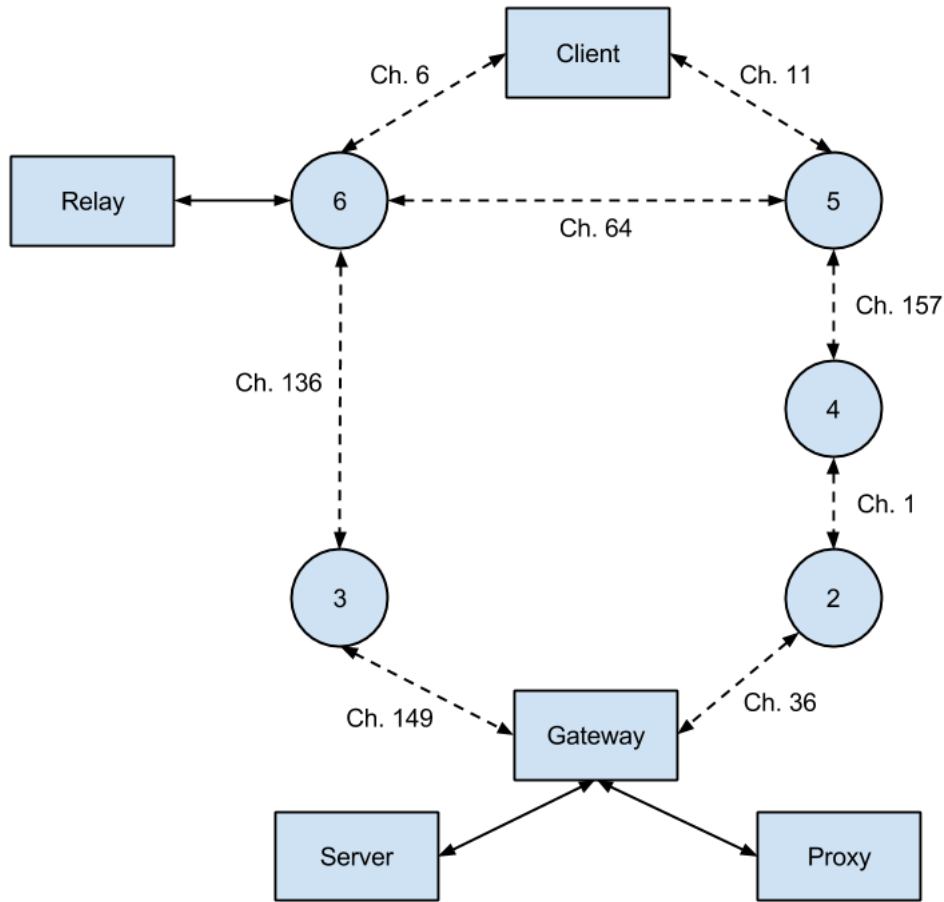 Client
Ch. 6
Ch. 11
Relay
6
5
Ch. 64
Ch. 157
Ch. 136
4
Ch. 1
3
2
Ch. 36
Ch. 149
Gateway
Server
Proxy